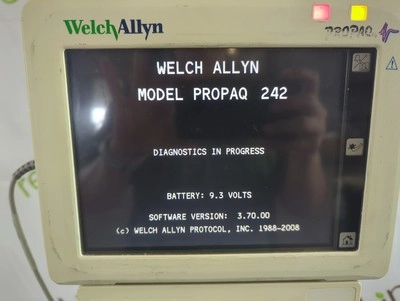 WelchAllyn
PROPAQ
WELCH ALLYN
MODEL PROPAQ 242
DIAGNOSTICS IN PROGRESS
BATTERY: 9.3 VOLTS
SOFTWARE VERSION: 3.70.00
(c) WELCH ALLYN PROTOCOL, INC. 1988-2008